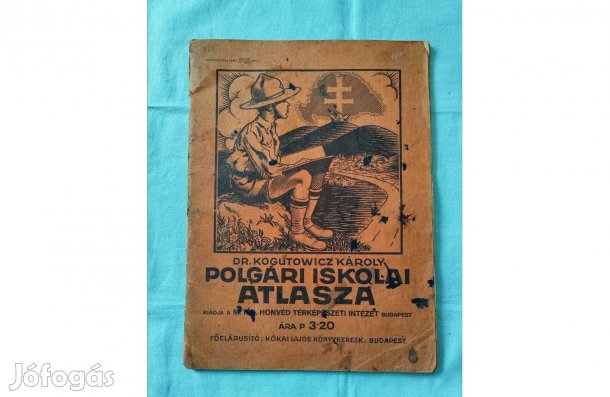 DR. KOGUTOWICZ KÁROLY
POLGÁRI ISKOLAI
ATLASZA
KIADJA A M. KIR. HONVÉD TÉRKÉPÉSZETI INTÉZET BUDAPEST
ÁRA P 3·20
FŐELÁRUSÍTÓ: KÓKAI LAJOS KÖNYVKERESK. BUDAPEST.
Jófogás